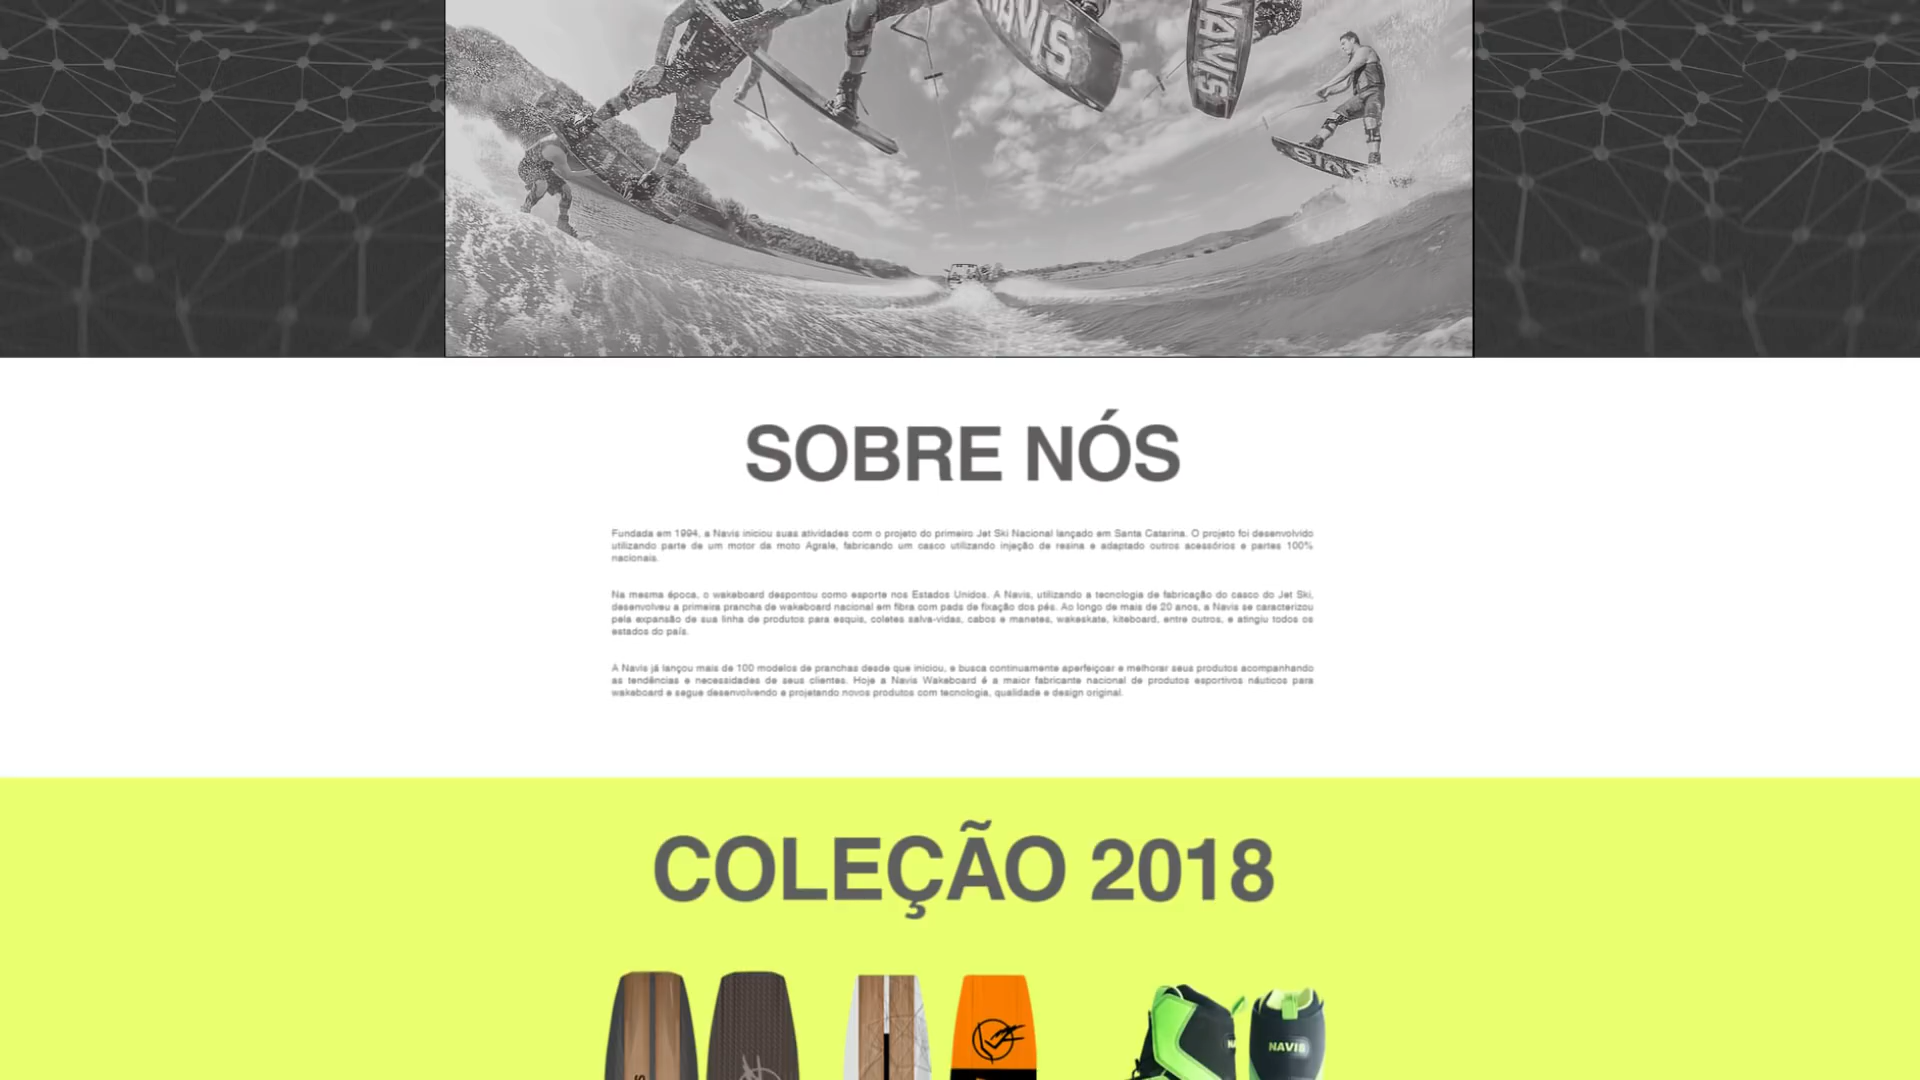 NAVIS
NAVIS
SOBRE NÓS
Fundada em 1994, a Navis iniciou suas atividades com o projeto do primeiro Jet Ski Nacional lançado em Santa Catarina. O projeto foi desenvolvido
utilizando parte de um motor da moto Agrale, fabricando um casco utilizando injeção de resina e adaptado outros acessórios e partes 100%
nacionais.
Na mesma época, o wakeboard despontou como esporte nos Estados Unidos. A Navis, utilizando a tecnologia de fabricação do casco do Jet Ski,
desenvolveu a primeira prancha de wakeboard nacional em fibra com pads de fixação dos pés. Ao longo de mais de 20 anos, a Navis se caracterizou
pela expansão de sua linha de produtos para esquis, coletes salva-vidas, cabos e manetes, wakeskate, kiteboard, entre outros, e atingiu todos os
estados do país.
A Navis já lançou mais de 100 modelos de pranchas desde que iniciou, e busca continuamente aperfeiçoar e melhorar seus produtos acompanhando
as tendências e necessidades de seus clientes. Hoje a Navis Wakeboard é a maior fabricante nacional de produtos esportivos náuticos para
wakeboard e segue desenvolvendo e projetando novos produtos com tecnologia, qualidade e design original.
COLEÇÃO 2018
NAVIS